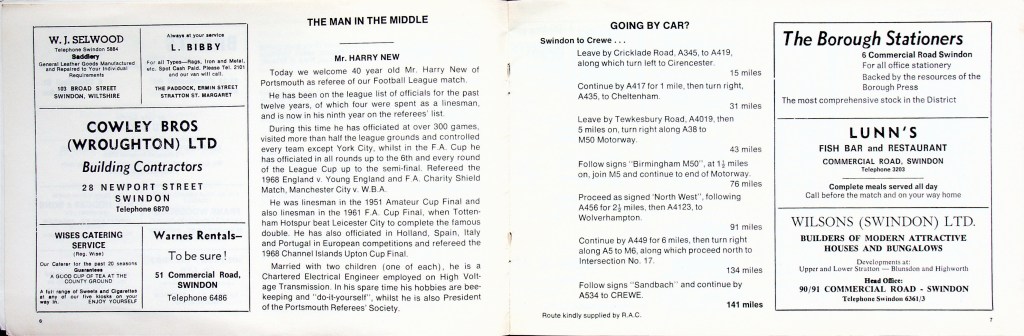 W. J. SELWOOD
Telephone Swindon 5884
Saddlery
General Leather Goods Manufactured
and Repaired to Your Individual
Requirements
103 BROAD STREET
SWINDON, WILTSHIRE
Always at your service
L. BIBBY
For all Types—Rags, Iron and Metal,
etc. Spot Cash Paid. Please Tel. 2101
and our van will call.
THE PADDOCK, ERMIN STREET
STRATTON ST. MARGARET
COWLEY BROS
(WROUGHTON) LTD
Building Contractors
28 NEWPORT STREET
SWINDON
Telephone 6870
WISES CATERING
SERVICE
(Reg. Wise)
Our Caterer for the past 20 seasons
Guarantees
A GOOD CUP OF TEA AT THE
COUNTY GROUND
A full range of Sweets and Cigarettes
at any of our five kiosks on your
way in. ENJOY YOURSELF
Warnes Rentals—
To be sure!
51 Commercial Road,
SWINDON
Telephone 6486
6
THE MAN IN THE MIDDLE
Mr. HARRY NEW
Today we welcome 40 year old Mr. Harry New of
Portsmouth as referee of our Football League match.
He has been on the league list of officials for the past
twelve years, of which four were spent as a linesman,
and is now in his ninth year on the referees' list.
During this time he has officiated at over 300 games,
visited more than half the league grounds and controlled
every team except York City, whilst in the F.A. Cup he
has officiated in all rounds up to the 6th and every round
of the League Cup up to the semi-final. Refereed the
1968 England v. Young England and F.A. Charity Shield
Match, Manchester City v. W.B.A.
He was linesman in the 1951 Amateur Cup Final and
also linesman in the 1961 F.A. Cup Final, when Totten-
ham Hotspur beat Leicester City to complete the famous
double. He has also officiated in Holland, Spain, Italy
and Portugal in European competitions and refereed the
1968 Channel Islands Upton Cup Final.
Married with two children (one of each), he is a
Chartered Electrical Engineer employed on High Volt-
age Transmission. In his spare time his hobbies are bee-
keeping and "do-it-yourself", whilst he is also President
of the Portsmouth Referees' Society.
GOING BY CAR?
Swindon to Crewe . . .
Leave by Cricklade Road, A345, to A419,
along which turn left to Cirencester.
15 miles
Continue by A417 for 1 mile, then turn right,
A435, to Cheltenham.
31 miles
Leave by Tewkesbury Road, A4019, then
5 miles on, turn right along A38 to
M50 Motorway.
43 miles
Follow signs "Birmingham M50", at 1½ miles
on, join M5 and continue to end of Motorway.
76 miles
Proceed as signed 'North West", following
A456 for 2½ miles, then A4123, to
Wolverhampton.
91 miles
Continue by A449 for 6 miles, then turn right
along A5 to M6, along which proceed north to
Intersection No. 17.
134 miles
Follow signs "Sandbach" and continue by
A534 to CREWE.
141 miles
Route kindly supplied by R.A.C.
The Borough Stationers
6 Commercial Road Swindon
For all office stationery
Backed by the resources of the
Borough Press
The most comprehensive stock in the District
LUNN'S
FISH BAR and RESTAURANT
COMMERCIAL ROAD, SWINDON
Telephone 3203
Complete meals served all day
Call before the match and on your way home
WILSONS (SWINDON) LTD.
BUILDERS OF MODERN ATTRACTIVE
HOUSES AND BUNGALOWS
Developments at:
Upper and Lower Stratton — Blunsdon and Highworth
Head Office:
90/91 COMMERCIAL ROAD - SWINDON
Telephone Swindon 6361/3
7